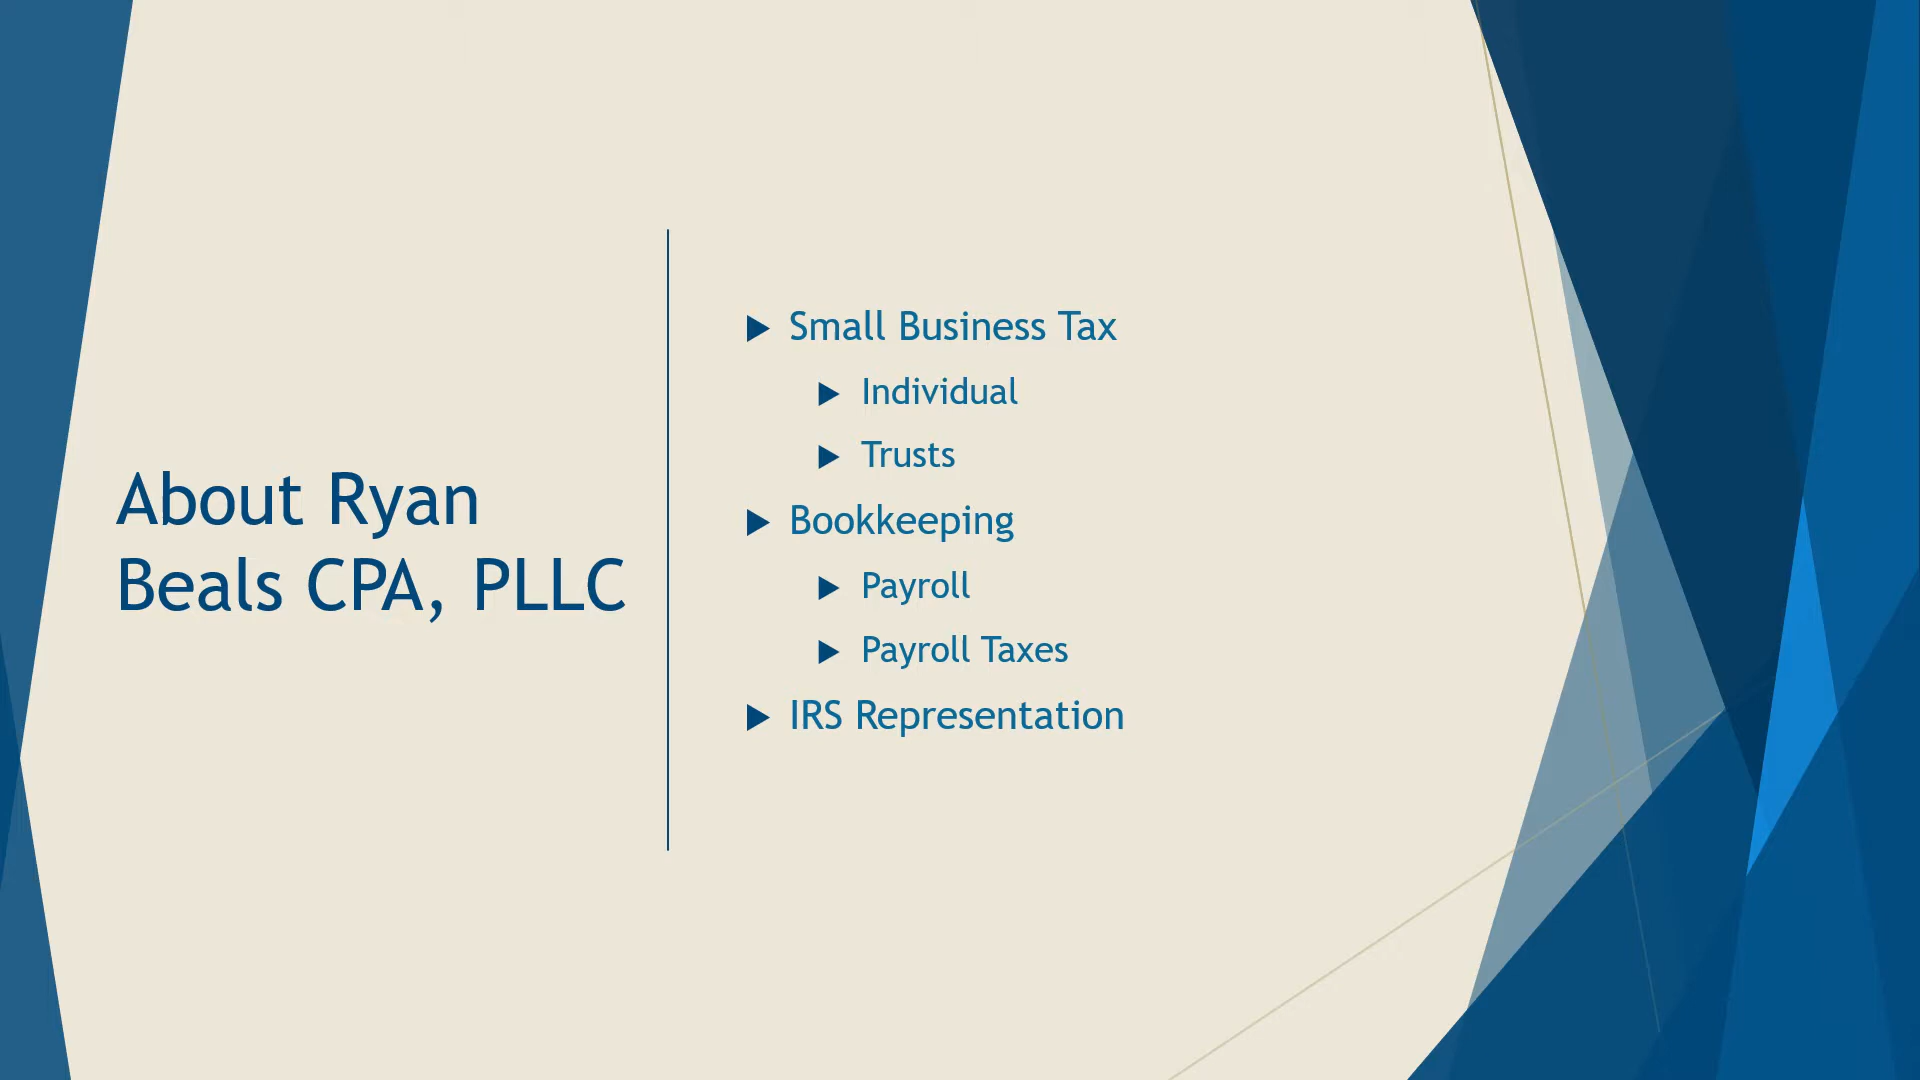 About Ryan
Beals CPA, PLLC
Small Business Tax
Individual
Trusts
Bookkeeping
Payroll
Payroll Taxes
IRS Representation